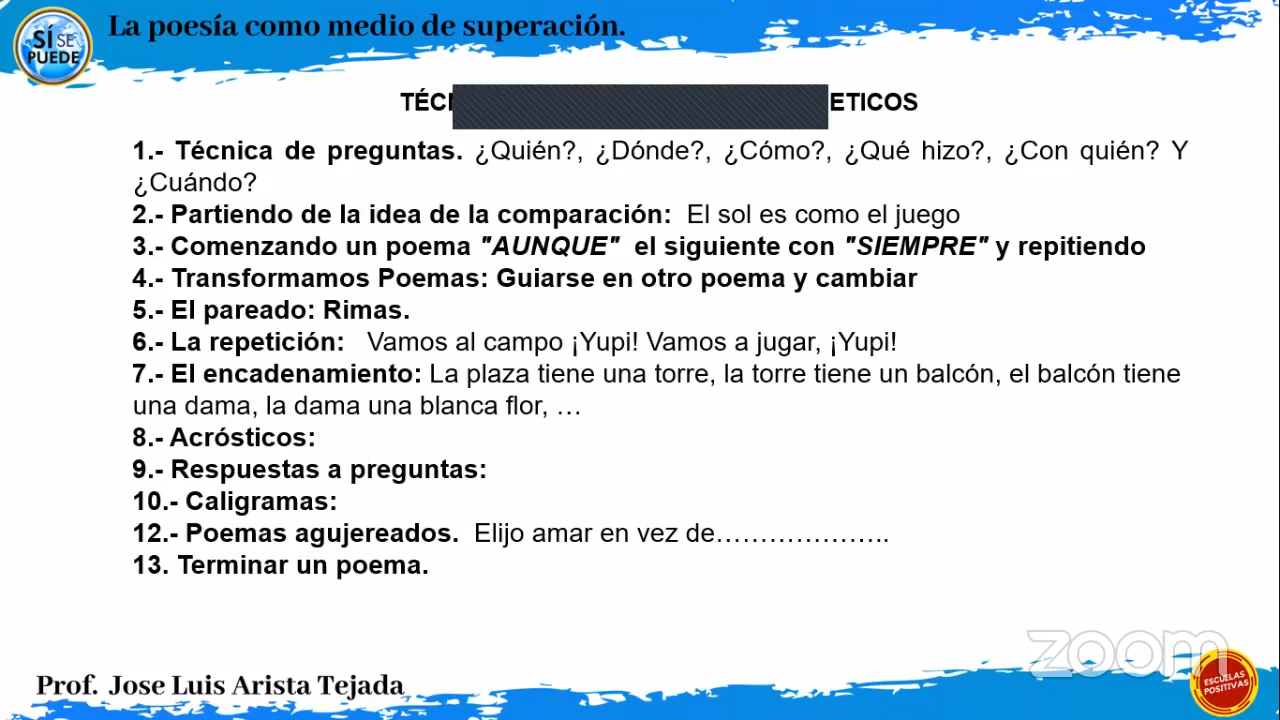 SÍ SE
PUEDE
La poesía como medio de superación.
ETICOS
1.- Técnica de preguntas. ¿Quién?, ¿Dónde?, ¿Cómo?, ¿Qué hizo?, ¿Con quién? Y
¿Cuándo?
2.- Partiendo de la idea de la comparación: El sol es como el juego
3.- Comenzando un poema "AUNQUE" el siguiente con "SIEMPRE" y repitiendo
4.- Transformamos Poemas: Guiarse en otro poema y cambiar
5.- El pareado: Rimas.
6.- La repetición: Vamos al campo ¡Yupi! Vamos a jugar, ¡Yupi!
7.- El encadenamiento: La plaza tiene una torre, la torre tiene un balcón, el balcón tiene
una dama, la dama una blanca flor, …
8.- Acrósticos:
9.- Respuestas a preguntas:
10.- Caligramas:
12.- Poemas agujereados. Elijo amar en vez de………………..
13. Terminar un poema.
zoom
Prof. Jose Luis Arista Tejada
ESCUELAS
POSITIVAS